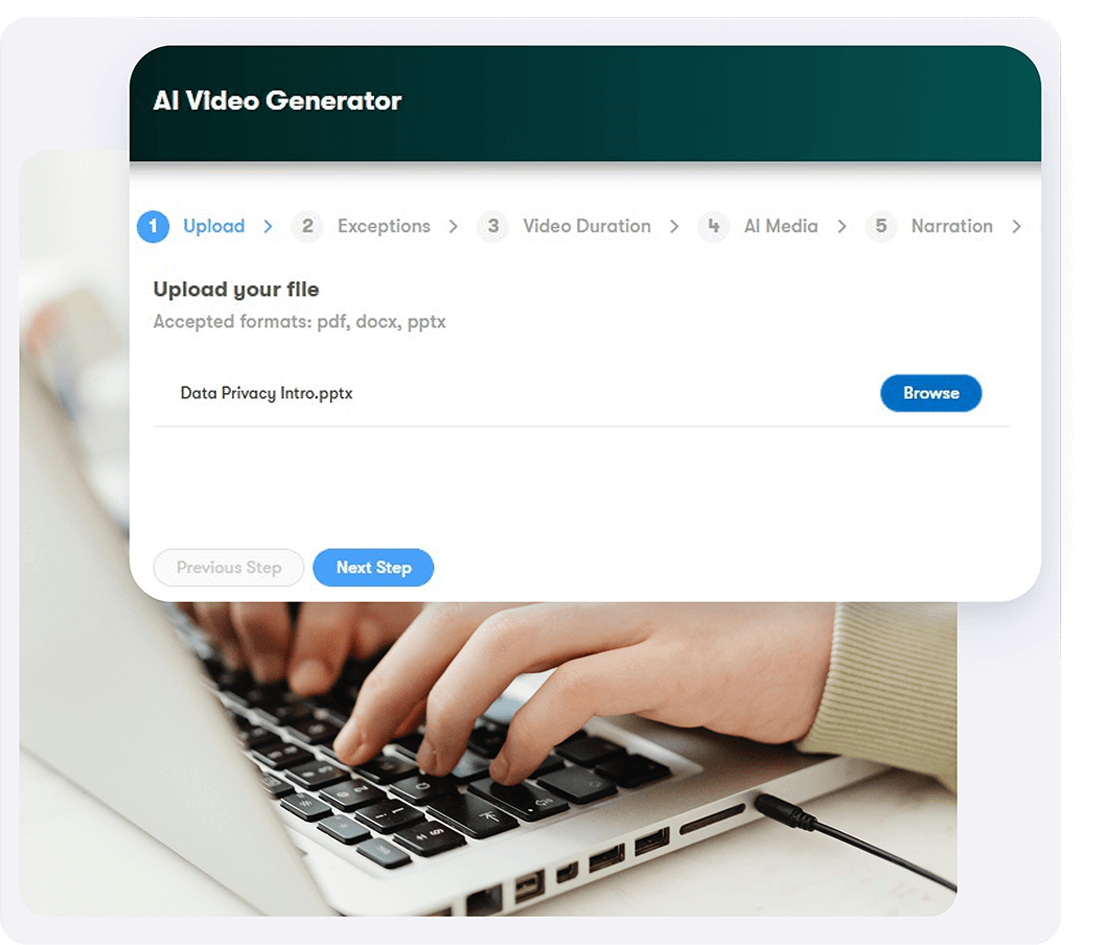 AI Video Generator
1 Upload > 2 Exceptions > 3 Video Duration > 4 AI Media > 5 Narration >
Upload your file
Accepted formats: pdf, docx, pptx
Data Privacy Intro.pptx Browse
Previous Step Next Step